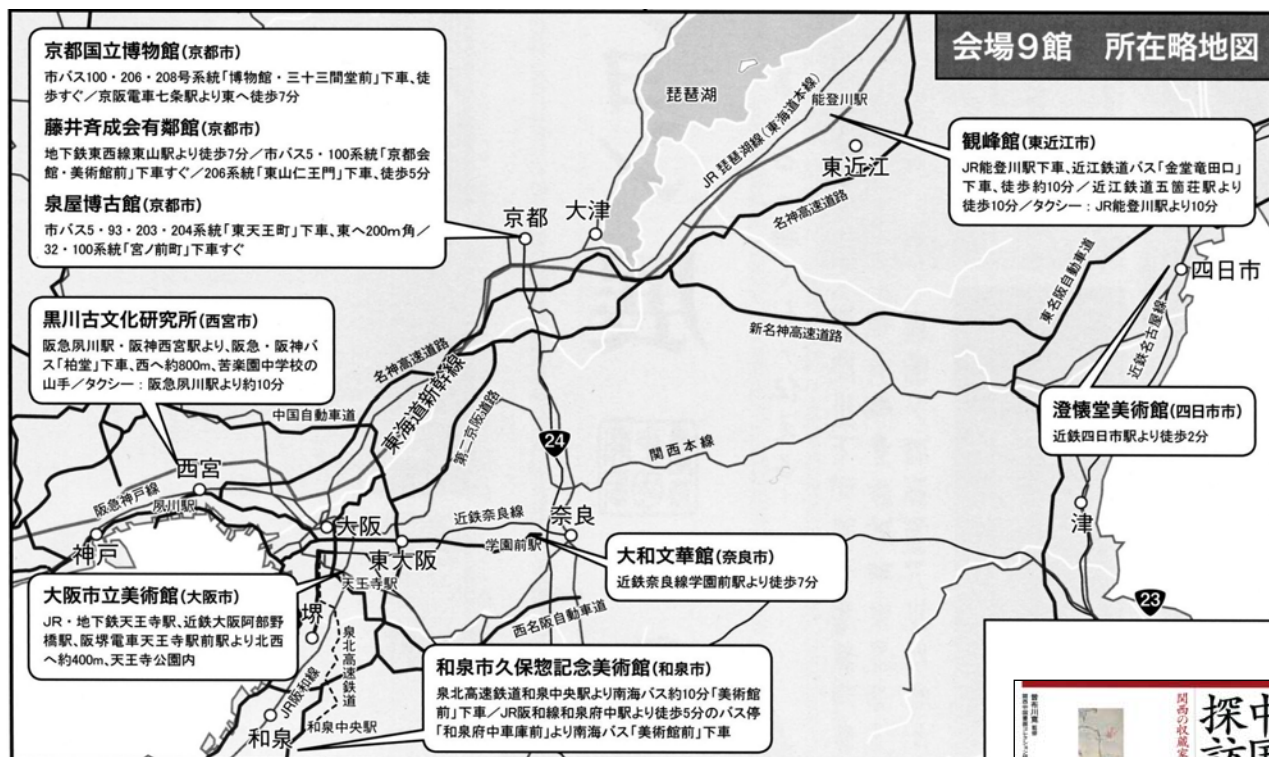 会場9館 所在略地図
京都国立博物館(京都市)
市バス100・206・208号系統「博物館・三十三間堂前」下車、徒
歩すぐ/京阪電車七条駅より東へ徒歩7分
藤井斉成会有鄰館(京都市)
地下鉄東西線東山駅より徒歩7分/市バス5・100系統「京都会
館・美術館前」下車すぐ/206系統「東山仁王門」下車、徒歩5分
泉屋博古館(京都市)
市バス5・93・203・204系統「東天王町」下車、東へ200m角/
32・100系統「宮ノ前町」下車すぐ
琵琶湖
能登川駅
JR琵琶湖線(東海道本線)
東近江
名神高速道路
観峰館(東近江市)
JR能登川駅下車、近江鉄道バス「金堂竜田口」
下車、徒歩約10分/近江鉄道五箇荘駅より
徒歩10分/タクシー:JR能登川駅より10分
京都
大津
四日市
東名阪自動車道
新名神高速道路
近鉄名古屋線
黒川古文化研究所(西宮市)
阪急夙川駅・阪神西宮駅より、阪急・阪神バ
ス「柏堂」下車、西へ約800m、苦楽園中学校の
山手/タクシー:阪急夙川駅より約10分
名神高速道路
東海道新幹線
第二京阪道路
中国自動車道
24
関西本線
澄懐堂美術館(四日市市)
近鉄四日市駅より徒歩2分
西宮
阪急神戸線
夙川駅
神戸
大阪
東大阪
近鉄奈良線
学園前駅
奈良
津
大和文華館(奈良市)
近鉄奈良線学園前駅より徒歩7分
天王寺駅
大阪市立美術館(大阪市)
JR・地下鉄天王寺駅、近鉄大阪阿部野
橋駅、阪堺電車天王寺駅前駅より北西
へ約400m、天王寺公園内
堺
西名阪自動車道
23
泉北高速鉄道
JR阪和線
和泉中央駅
和泉
和泉市久保惣記念美術館(和泉市)
泉北高速鉄道和泉中央駅より南海バス約10分「美術館
前」下車/JR阪和線和泉府中駅より徒歩5分のバス停
「和泉府中車庫前」より南海バス「美術館前」下車
探訪
関西の収蔵家